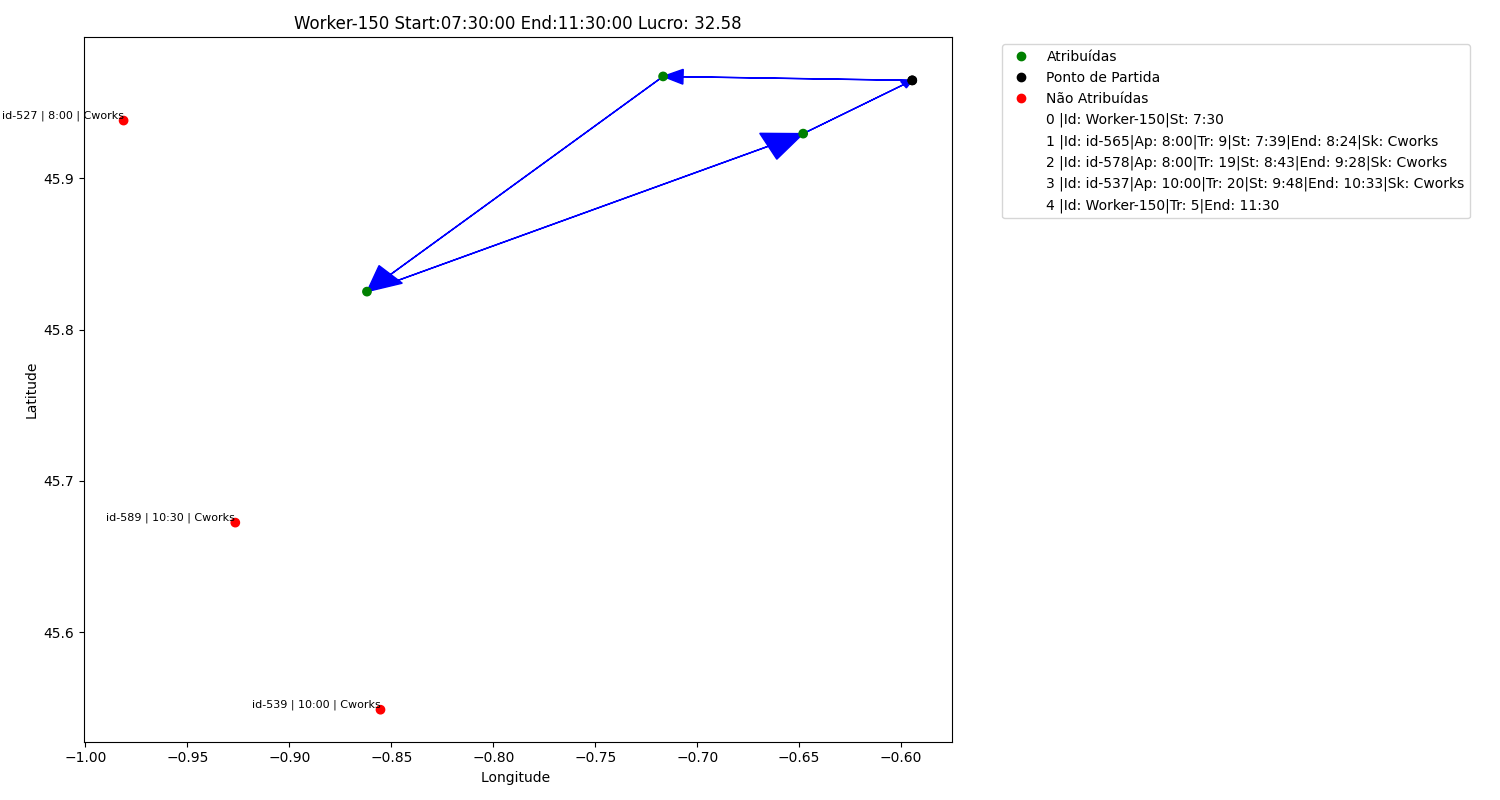 Worker-150 Start:07:30:00 End:11:30:00 Lucro: 32.58
Atribuídas
Ponto de Partida
Não Atribuídas
0 |Id: Worker-150|St: 7:30
1 |Id: id-565|Ap: 8:00|Tr: 9|St: 7:39|End: 8:24|Sk: Cworks
2 |Id: id-578|Ap: 8:00|Tr: 19|St: 8:43|End: 9:28|Sk: Cworks
3 |Id: id-537|Ap: 10:00|Tr: 20|St: 9:48|End: 10:33|Sk: Cworks
4 |Id: Worker-150|Tr: 5|End: 11:30
id-527 | 8:00 | Cworks
id-589 | 10:30 | Cworks
id-539 | 10:00 | Cworks
Latitude
45.9
45.8
45.7
45.6
−1.00 −0.95 −0.90 −0.85 −0.80 −0.75 −0.70 −0.65 −0.60
Longitude